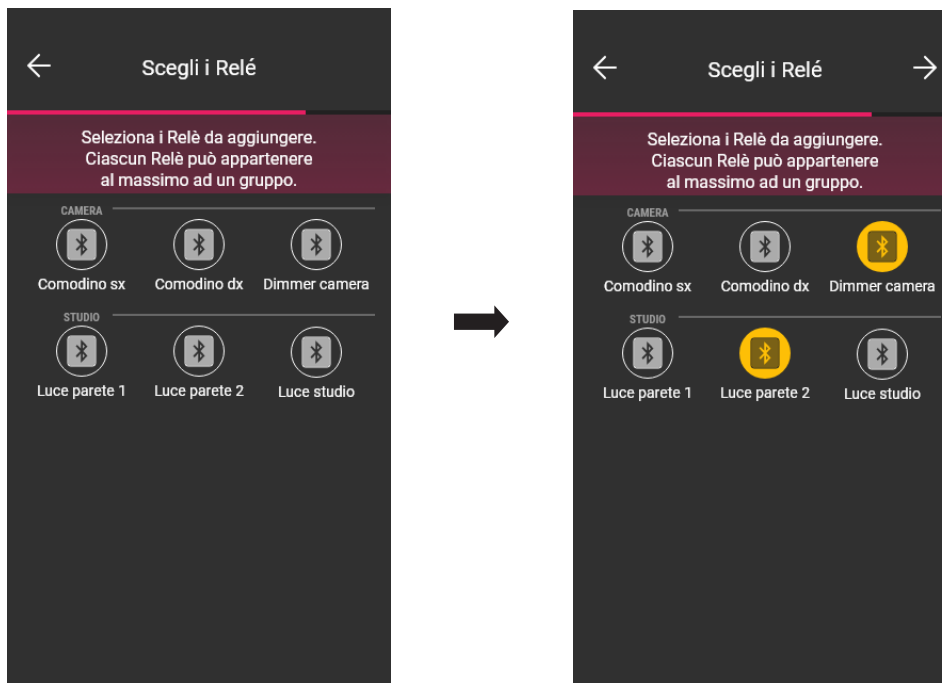 Scegli i Relé
Seleziona i Relè da aggiungere.
Ciascun Relè può appartenere
al massimo ad un gruppo.
CAMERA
Comodino sx Comodino dx Dimmer camera
STUDIO
Luce parete 1 Luce parete 2 Luce studio
Scegli i Relé
Seleziona i Relè da aggiungere.
Ciascun Relè può appartenere
al massimo ad un gruppo.
CAMERA
Comodino sx Comodino dx Dimmer camera
STUDIO
Luce parete 1 Luce parete 2 Luce studio